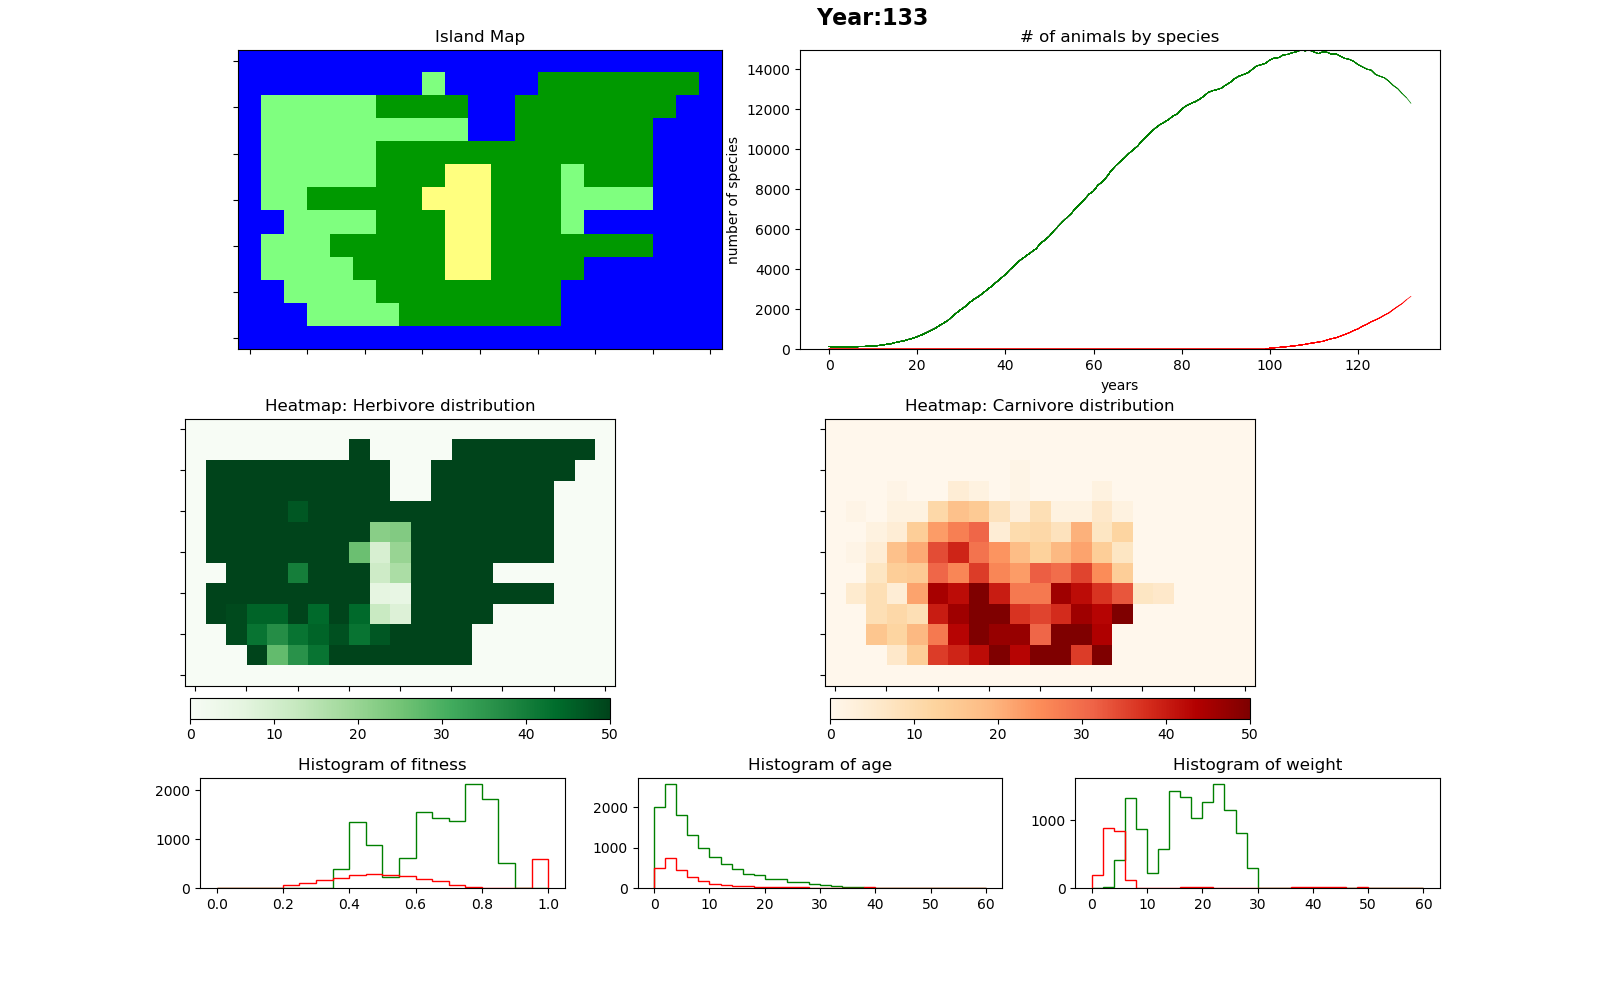 Year:133
Island Map
# of animals by species
number of species
14000
12000
10000
8000
6000
4000
2000
0
0 20 40 60 80 100 120
years
Heatmap: Herbivore distribution
Heatmap: Carnivore distribution
0 10 20 30 40 50
0 10 20 30 40 50
Histogram of fitness
2000
1000
0
0.0 0.2 0.4 0.6 0.8 1.0
Histogram of age
2000
1000
0
0 10 20 30 40 50 60
Histogram of weight
1000
0
0 10 20 30 40 50 60